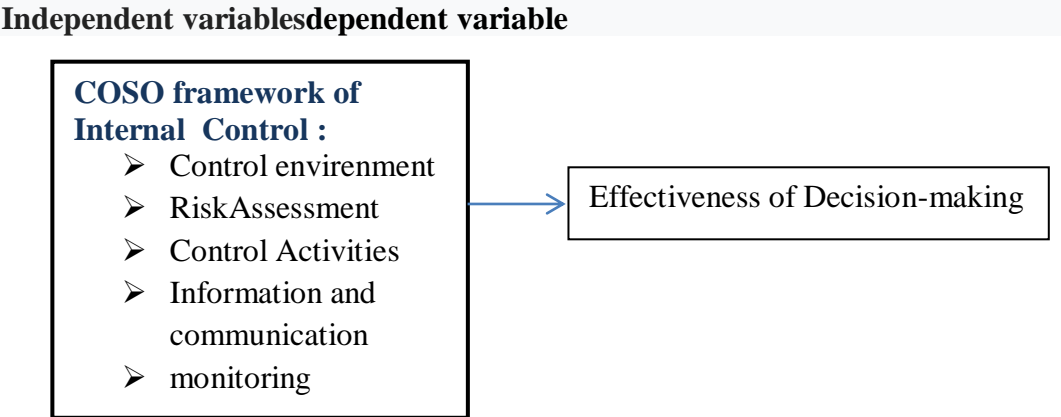 Independent variablesdependent variable
COSO framework of
Internal Control :
➢ Control envirenment
➢ RiskAssessment
➢ Control Activities
➢ Information and
communication
➢ monitoring
Effectiveness of Decision-making